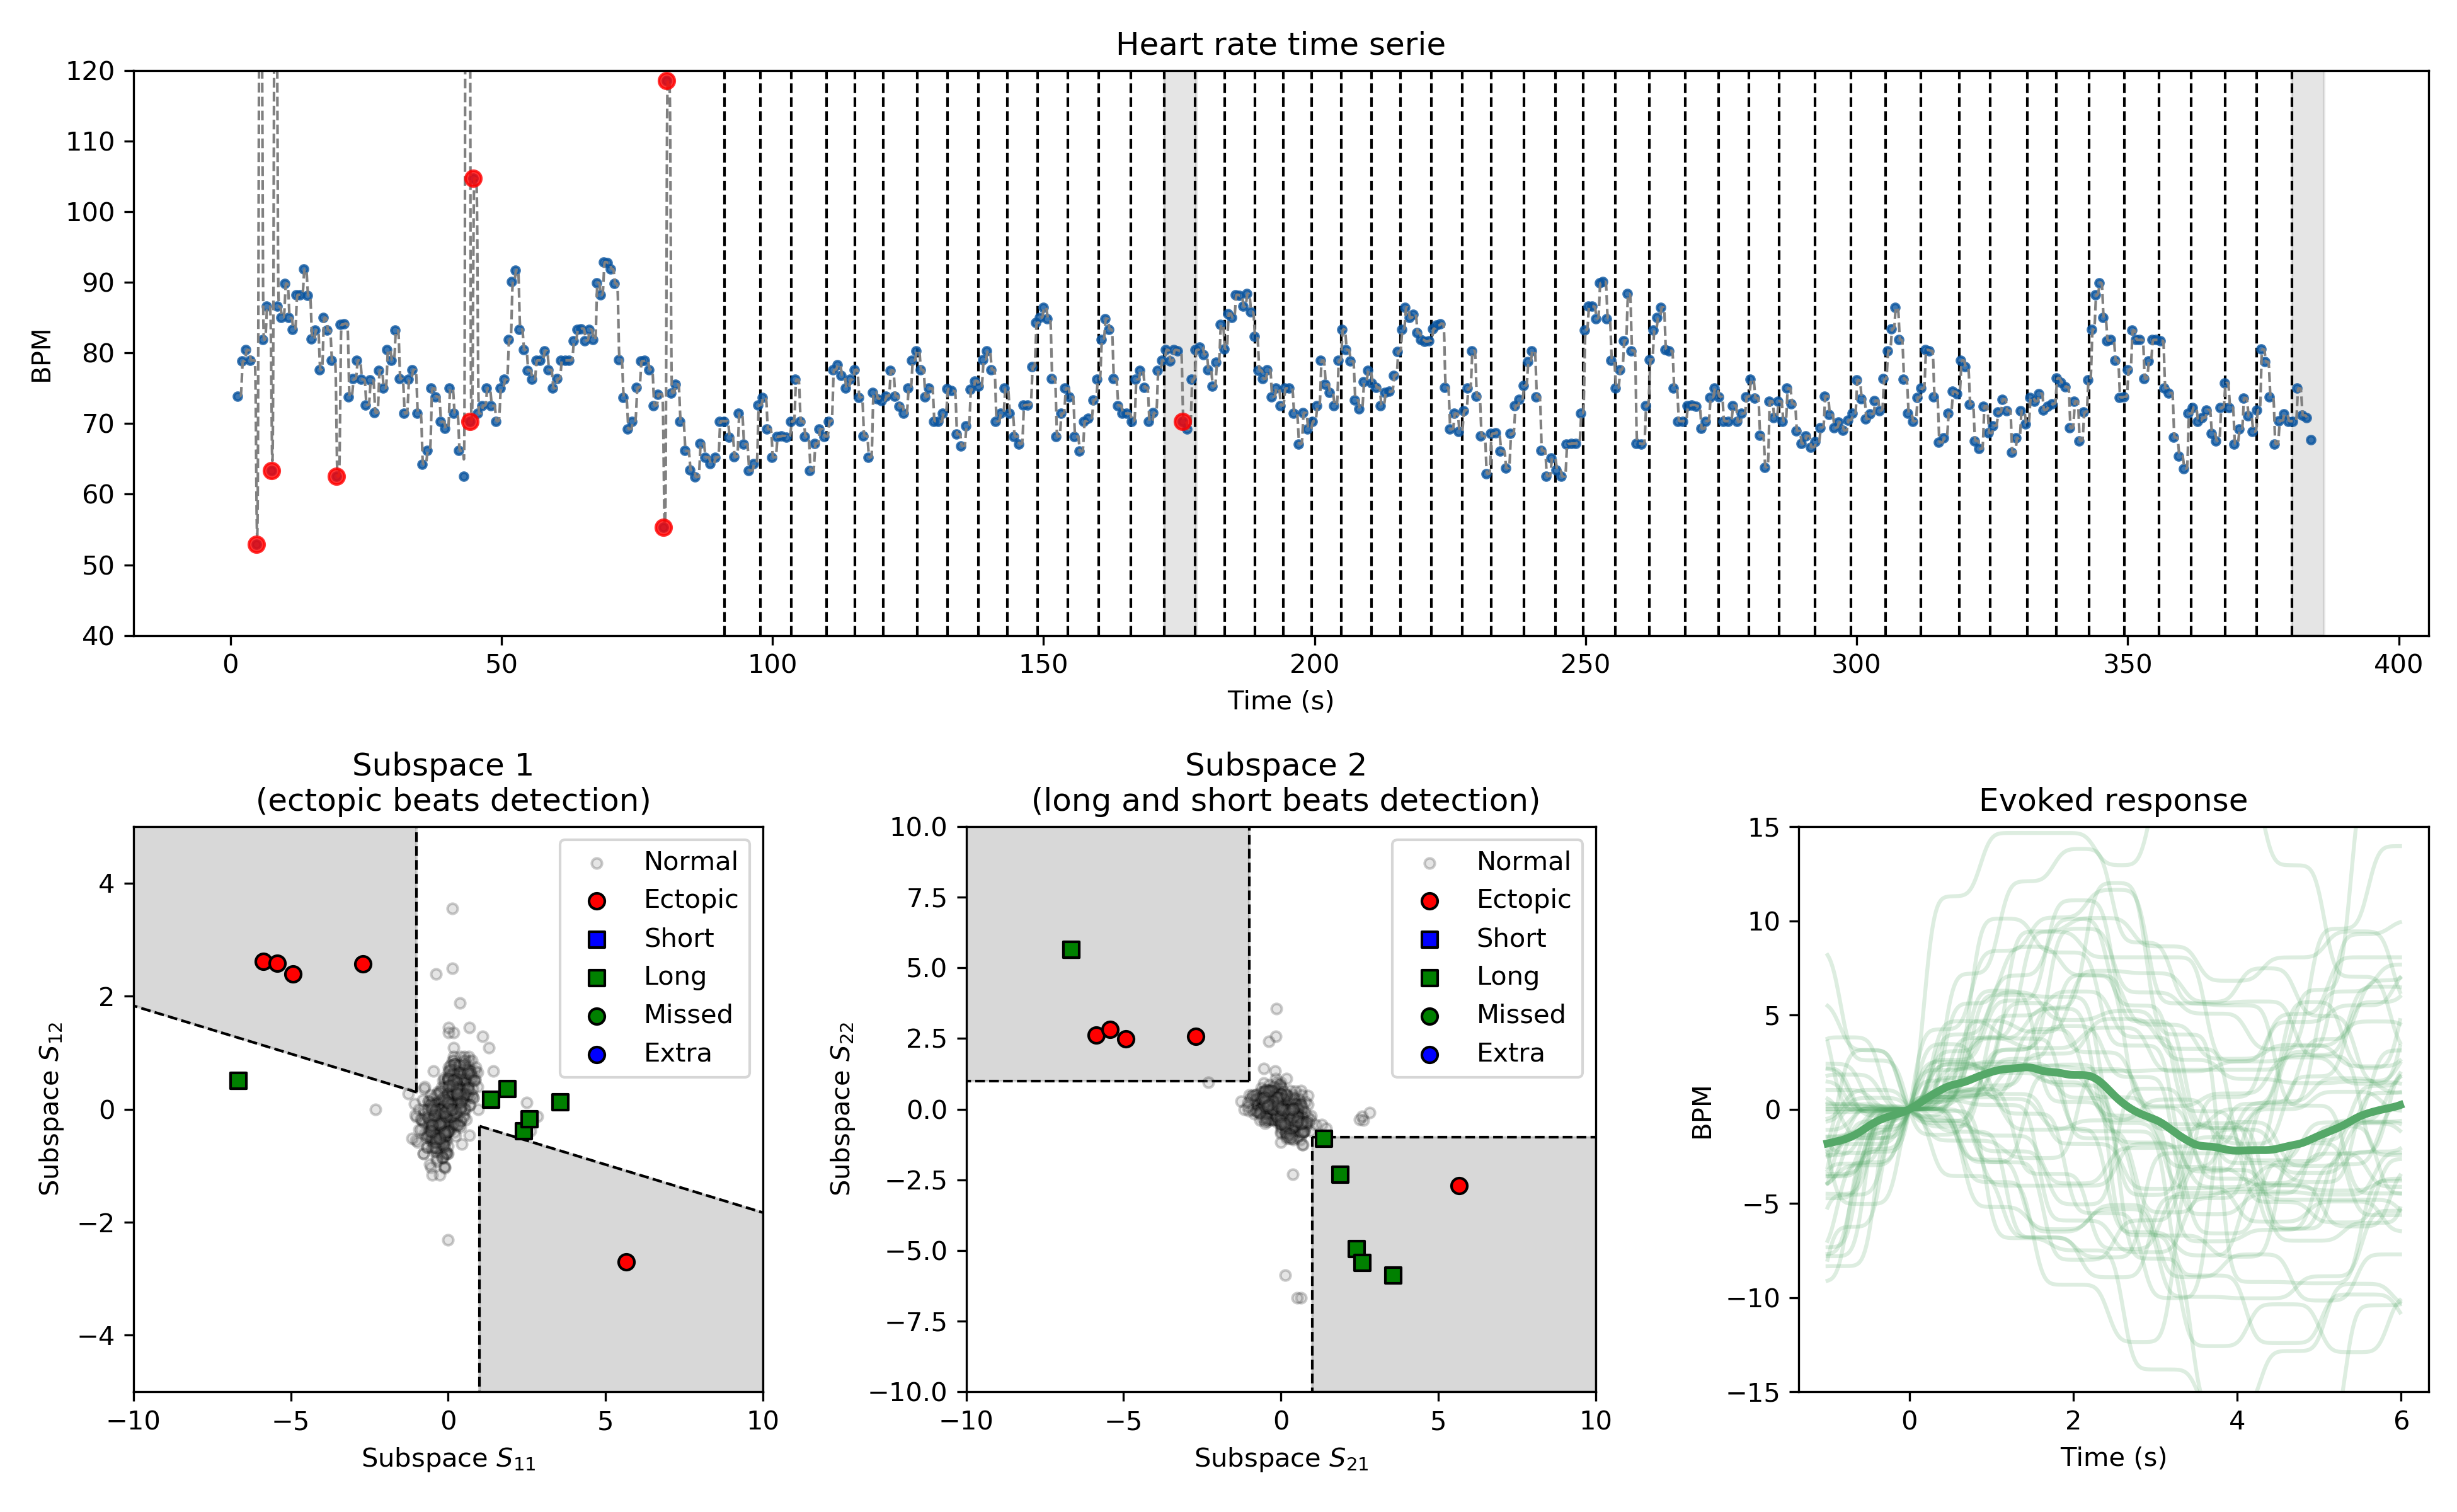 Heart rate time serie
120
110
100
90
80
70
60
50
40
BPM
0 50 100 150 200 250 300 350 400
Time (s)
Subspace 1
(ectopic beats detection)
4
2
0
−2
−4
Subspace S12
−10 −5 0 5 10
Subspace S11
Normal
Ectopic
Short
Long
Missed
Extra
Subspace 2
(long and short beats detection)
10.0
7.5
5.0
2.5
0.0
−2.5
−5.0
−7.5
−10.0
Subspace S22
−10 −5 0 5 10
Subspace S21
Normal
Ectopic
Short
Long
Missed
Extra
Evoked response
15
10
5
0
−5
−10
−15
BPM
0 2 4 6
Time (s)